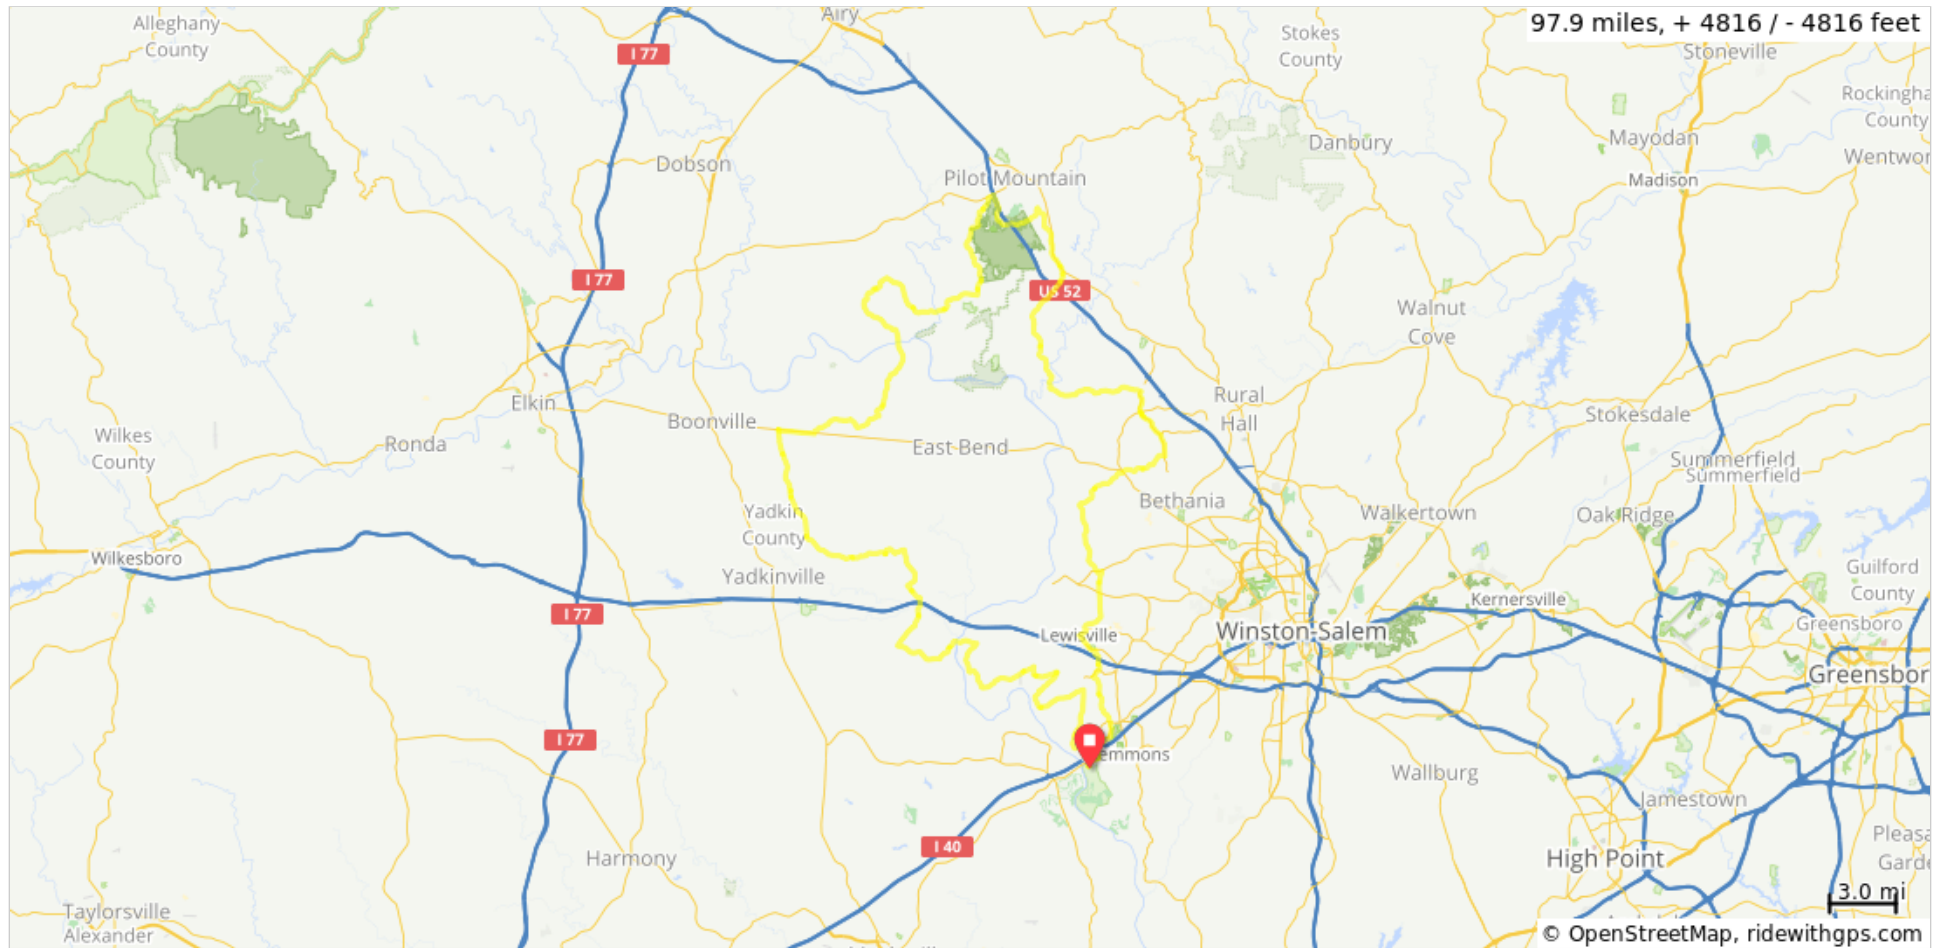 97.9 miles, + 4816 / - 4816 feet
Alleghany
County
Airy
Stokes
County
Stoneville
I 77
Rockingha
County
Danbury
Mayodan
Wentwor
Dobson
Pilot Mountain
Madison
I 77
US 52
Walnut
Cove
Elkin
Rural
Hall
Stokesdale
Boonville
Wilkes
County
Ronda
East Bend
Summerfield
Summerfield
Bethania
Yadkin
County
Walkertown
Oak Ridge
Wilkesboro
Yadkinville
Guilford
County
Kernersville
I 77
Lewisville
Winston-Salem
Greensboro
Greensbor
I 77
emmons
Wallburg
Jamestown
Pleasa
Garde
I 40
Harmony
High Point
3.0 mi
Taylorsville
Alexander
© OpenStreetMap, ridewithgps.com